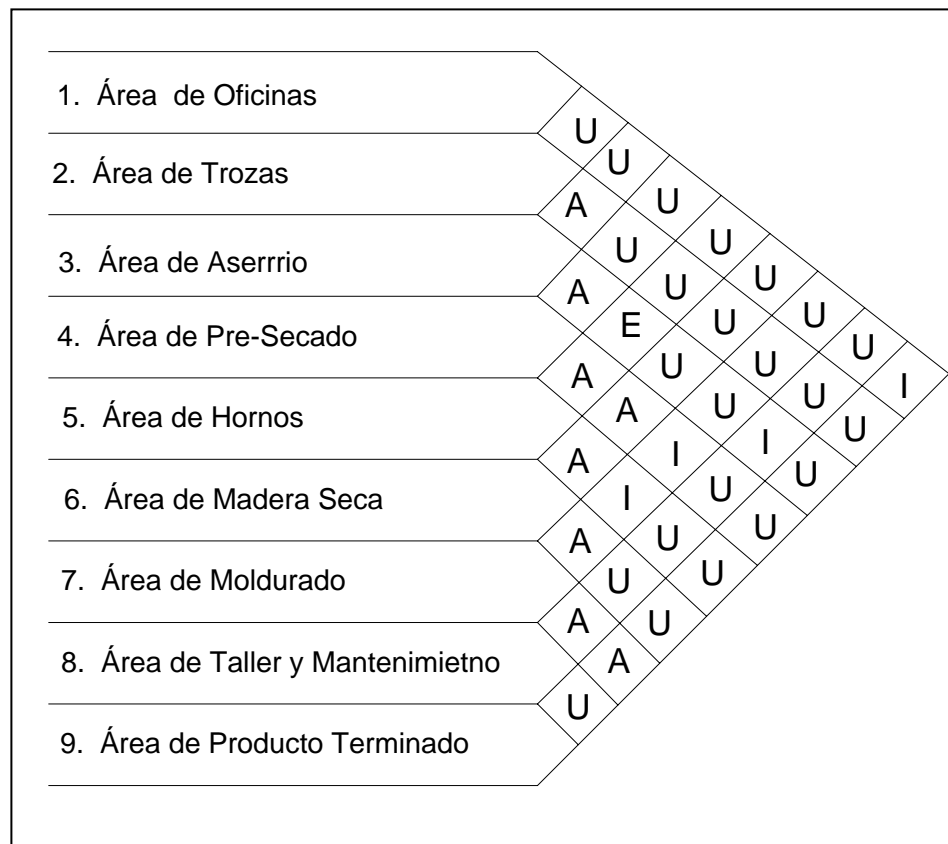 1. Área de Oficinas
U
U
2. Área de Trozas
A U
U U
3. Área de Aserrrio
A U U
E U U
4. Área de Pre-Secado
A U U U
A U U I
5. Área de Hornos
A I I U
I U U
6. Área de Madera Seca
A U U
U U
7. Área de Moldurado
A U
A
8. Área de Taller y Mantenimietno
U
9. Área de Producto Terminado